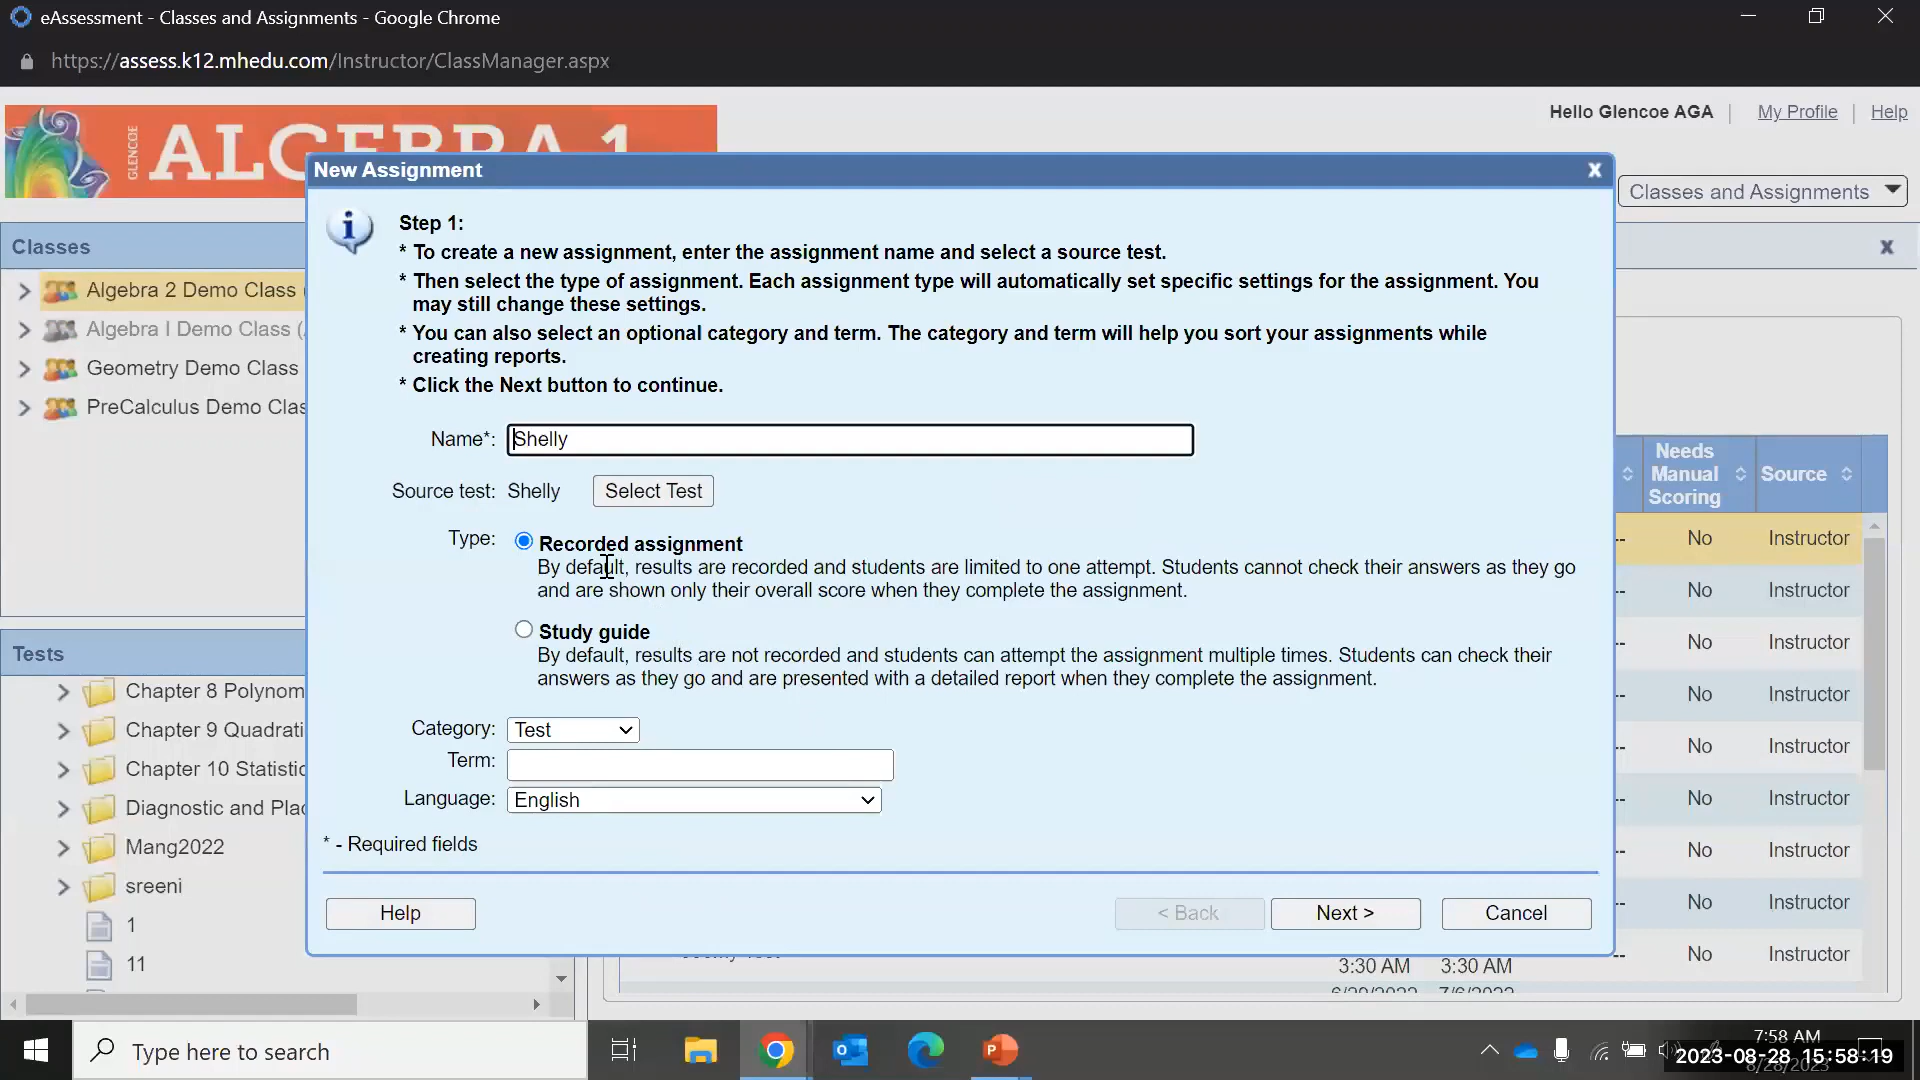 eAssessment - Classes and Assignments - Google Chrome
https://assess.k12.mhedu.com/Instructor/ClassManager.aspx
GLENCOE
ALGEBRA 1
Hello Glencoe AGA
My Profile
Help
Classes and Assignments
Classes
Algebra 2 Demo Class (
Algebra I Demo Class (
Geometry Demo Class
PreCalculus Demo Clas
Tests
Chapter 8 Polynom
Chapter 9 Quadrati
Chapter 10 Statistic
Diagnostic and Plac
Mang2022
sreeni
1
11
New Assignment
X
Step 1:
* To create a new assignment, enter the assignment name and select a source test.
* Then select the type of assignment. Each assignment type will automatically set specific settings for the assignment. You
may still change these settings.
* You can also select an optional category and term. The category and term will help you sort your assignments while
creating reports.
* Click the Next button to continue.
Name*: Shelly
Source test: Shelly Select Test
Type: Recorded assignment
By default, results are recorded and students are limited to one attempt. Students cannot check their answers as they go
and are shown only their overall score when they complete the assignment.
Study guide
By default, results are not recorded and students can attempt the assignment multiple times. Students can check their
answers as they go and are presented with a detailed report when they complete the assignment.
Category: Test
Term:
Language: English
* - Required fields
Help < Back Next > Cancel
X
Needs
Manual
Scoring
Source
-- No Instructor
-- No Instructor
-- No Instructor
-- No Instructor
-- No Instructor
-- No Instructor
-- No Instructor
-- No Instructor
-- No Instructor
3:30 AM 3:30 AM
Type here to search
7:58 AM
2023-08-28 15:58:19
8/28/2023